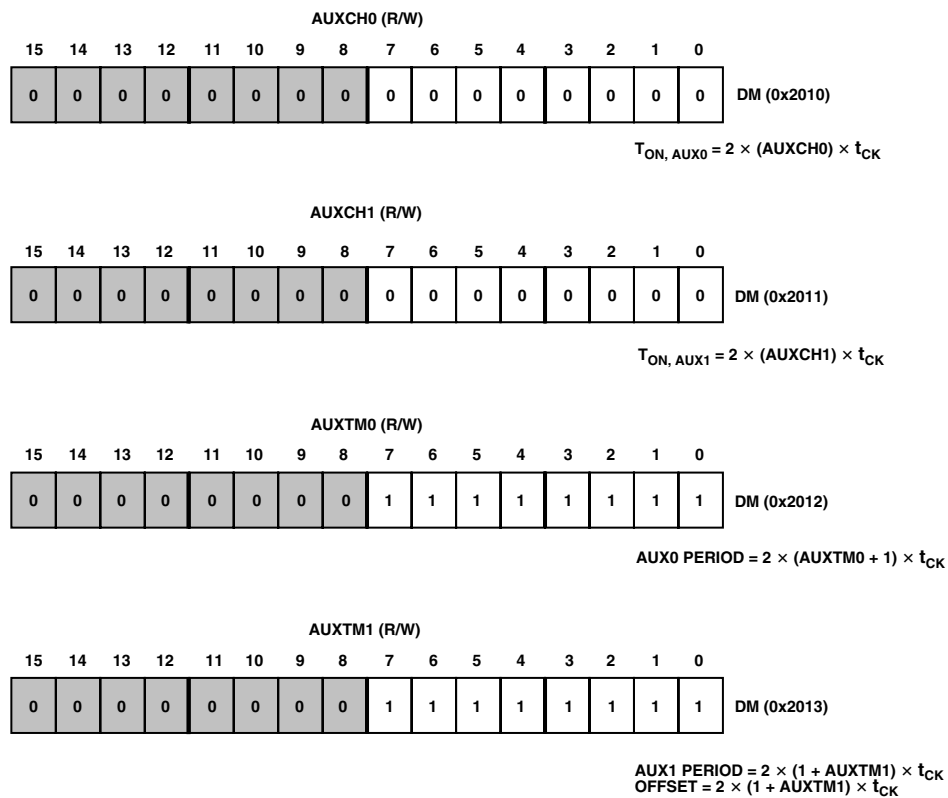 AUXCH0 (R/W)
15 14 13 12 11 10 9 8 7 6 5 4 3 2 1 0
0 0 0 0 0 0 0 0 0 0 0 0 0 0 0 0 DM (0x2010)
T_ON, AUX0 = 2 × (AUXCH0) × t_CK
AUXCH1 (R/W)
15 14 13 12 11 10 9 8 7 6 5 4 3 2 1 0
0 0 0 0 0 0 0 0 0 0 0 0 0 0 0 0 DM (0x2011)
T_ON, AUX1 = 2 × (AUXCH1) × t_CK
AUXTM0 (R/W)
15 14 13 12 11 10 9 8 7 6 5 4 3 2 1 0
0 0 0 0 0 0 0 0 1 1 1 1 1 1 1 1 DM (0x2012)
AUX0 PERIOD = 2 × (AUXTM0 + 1) × t_CK
AUXTM1 (R/W)
15 14 13 12 11 10 9 8 7 6 5 4 3 2 1 0
0 0 0 0 0 0 0 0 1 1 1 1 1 1 1 1 DM (0x2013)
AUX1 PERIOD = 2 × (1 + AUXTM1) × t_CK
OFFSET = 2 × (1 + AUXTM1) × t_CK